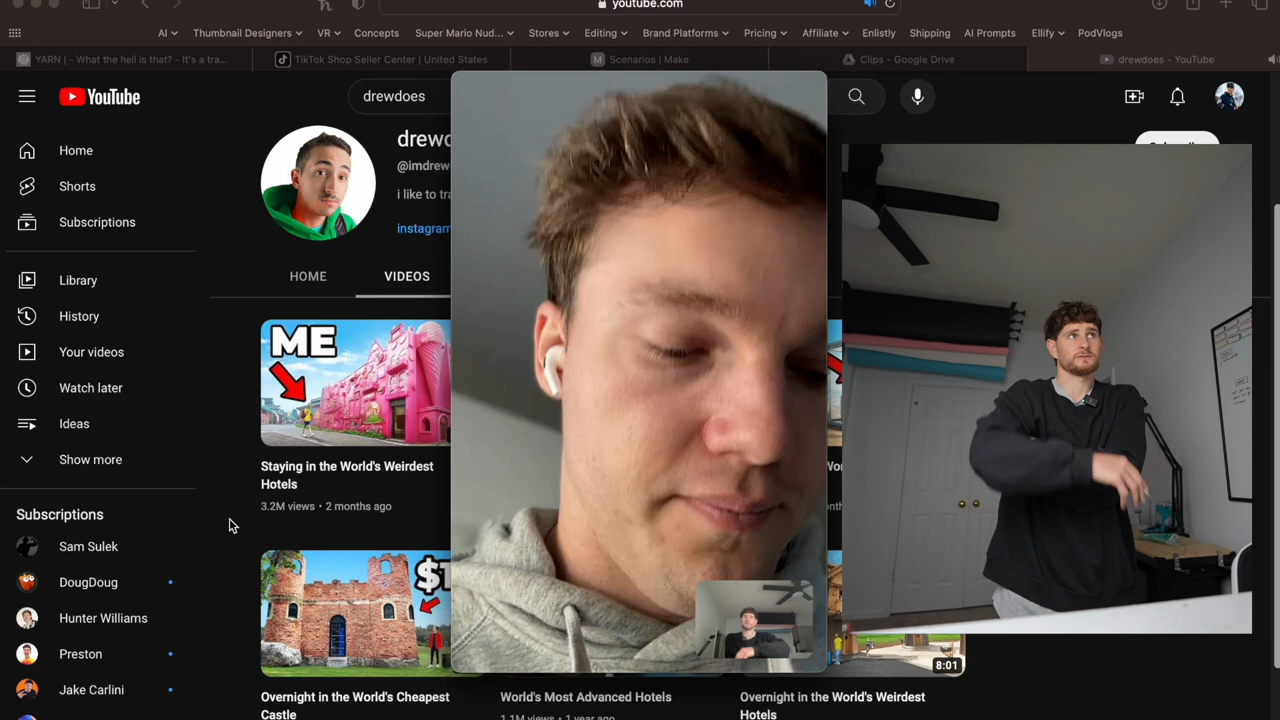 youtube.com
AI
Thumbnail Designers
VR
Concepts
Super Mario Nud...
Stores
Editing
Brand Platforms
Pricing
Affiliate
Enlistly
Shipping
AI Prompts
Ellify
PodVlogs
YARN | - What the hell is that? - It's a tra...
TikTok Shop Seller Center | United States
Scenarios | Make
Clips - Google Drive
drewdoes - YouTube
YouTube
drewdoes
Home
Shorts
Subscriptions
Library
History
Your videos
Watch later
Ideas
Show more
Subscriptions
Sam Sulek
DougDoug
Hunter Williams
Preston
Jake Carlini
drewd
@imdrew
i like to tra
instagram
HOME
VIDEOS
ME
Staying in the World's Weirdest
Hotels
3.2M views • 2 months ago
$1
8:01
Overnight in the World's Cheapest
Castle
World's Most Advanced Hotels
1.1M views • 1 year ago
Overnight in the World's Weirdest
Hotels